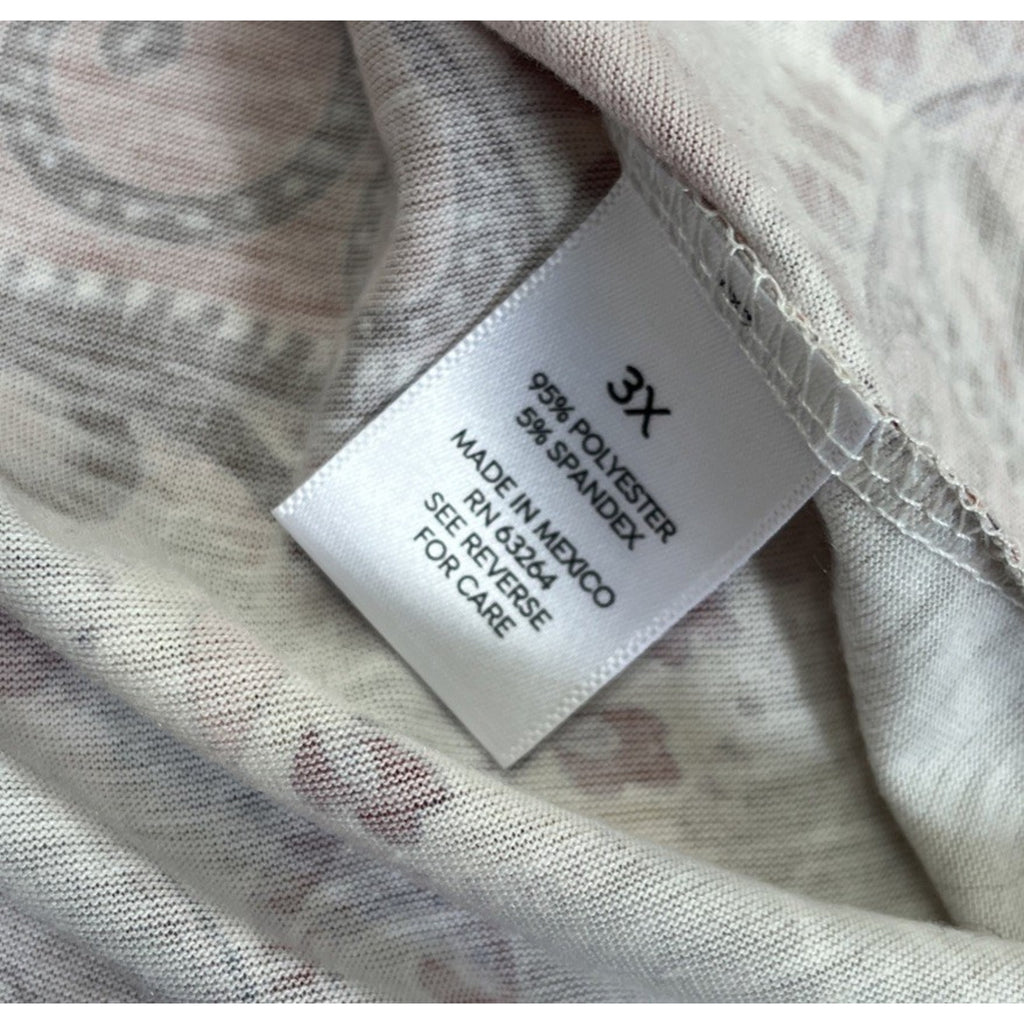 3X
95% POLYESTER
5% SPANDEX
MADE IN MEXICO
RN 63264
SEE REVERSE
FOR CARE